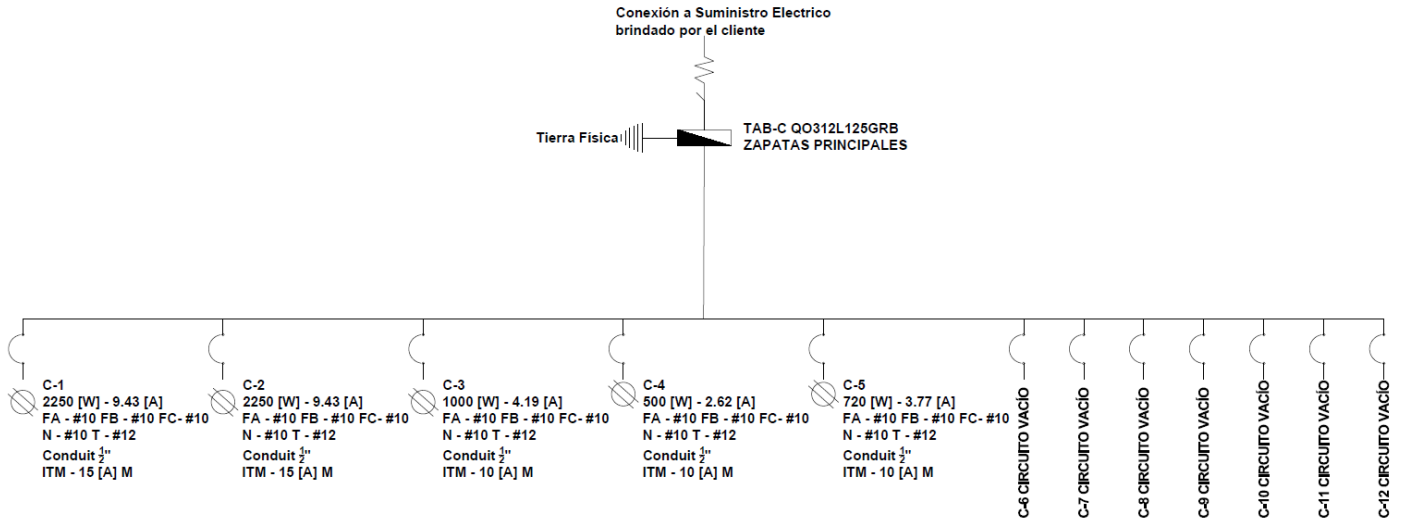 Conexión a Suministro Electrico
brindado por el cliente
Tierra Física
TAB-C QO312L125GRB
ZAPATAS PRINCIPALES
C-1
2250 [W] - 9.43 [A]
FA - #10 FB - #10 FC- #10
N - #10 T - #12
Conduit ½"
ITM - 15 [A] M
C-2
2250 [W] - 9.43 [A]
FA - #10 FB - #10 FC- #10
N - #10 T - #12
Conduit ½"
ITM - 15 [A] M
C-3
1000 [W] - 4.19 [A]
FA - #10 FB - #10 FC- #10
N - #10 T - #12
Conduit ½"
ITM - 10 [A] M
C-4
500 [W] - 2.62 [A]
FA - #10 FB - #10 FC- #10
N - #10 T - #12
Conduit ½"
ITM - 10 [A] M
C-5
720 [W] - 3.77 [A]
FA - #10 FB - #10 FC- #10
N - #10 T - #12
Conduit ½"
ITM - 10 [A] M
C-6 CIRCUITO VACÍO
C-7 CIRCUITO VACÍO
C-8 CIRCUITO VACÍO
C-9 CIRCUITO VACÍO
C-10 CIRCUITO VACÍO
C-11 CIRCUITO VACÍO
C-12 CIRCUITO VACÍO